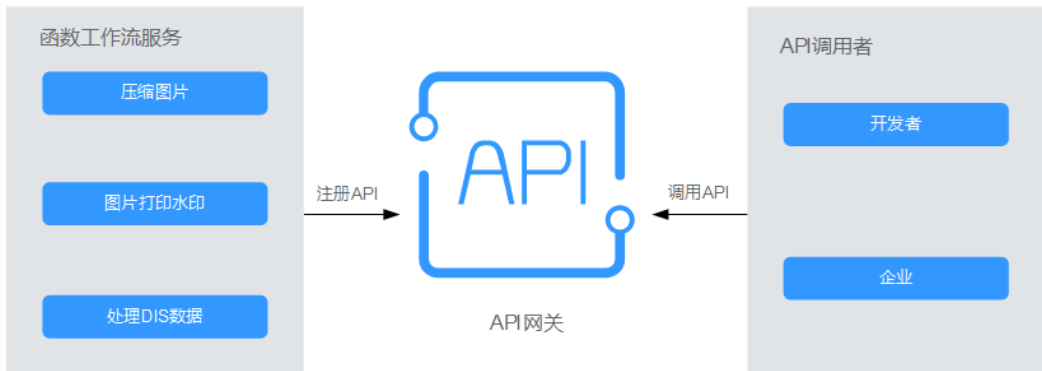 函数工作流服务
压缩图片
图片打印水印
处理DIS数据
注册API
API
API网关
调用API
API调用者
开发者
企业